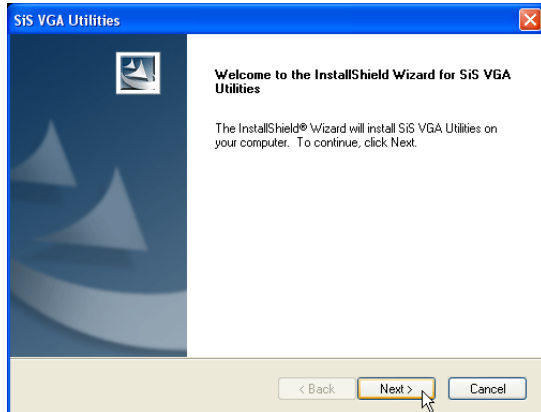 SiS VGA Utilities
Welcome to the InstallShield Wizard for SiS VGA
Utilities
The InstallShield® Wizard will install SiS VGA Utilities on
your computer. To continue, click Next.
< Back
Next >
Cancel